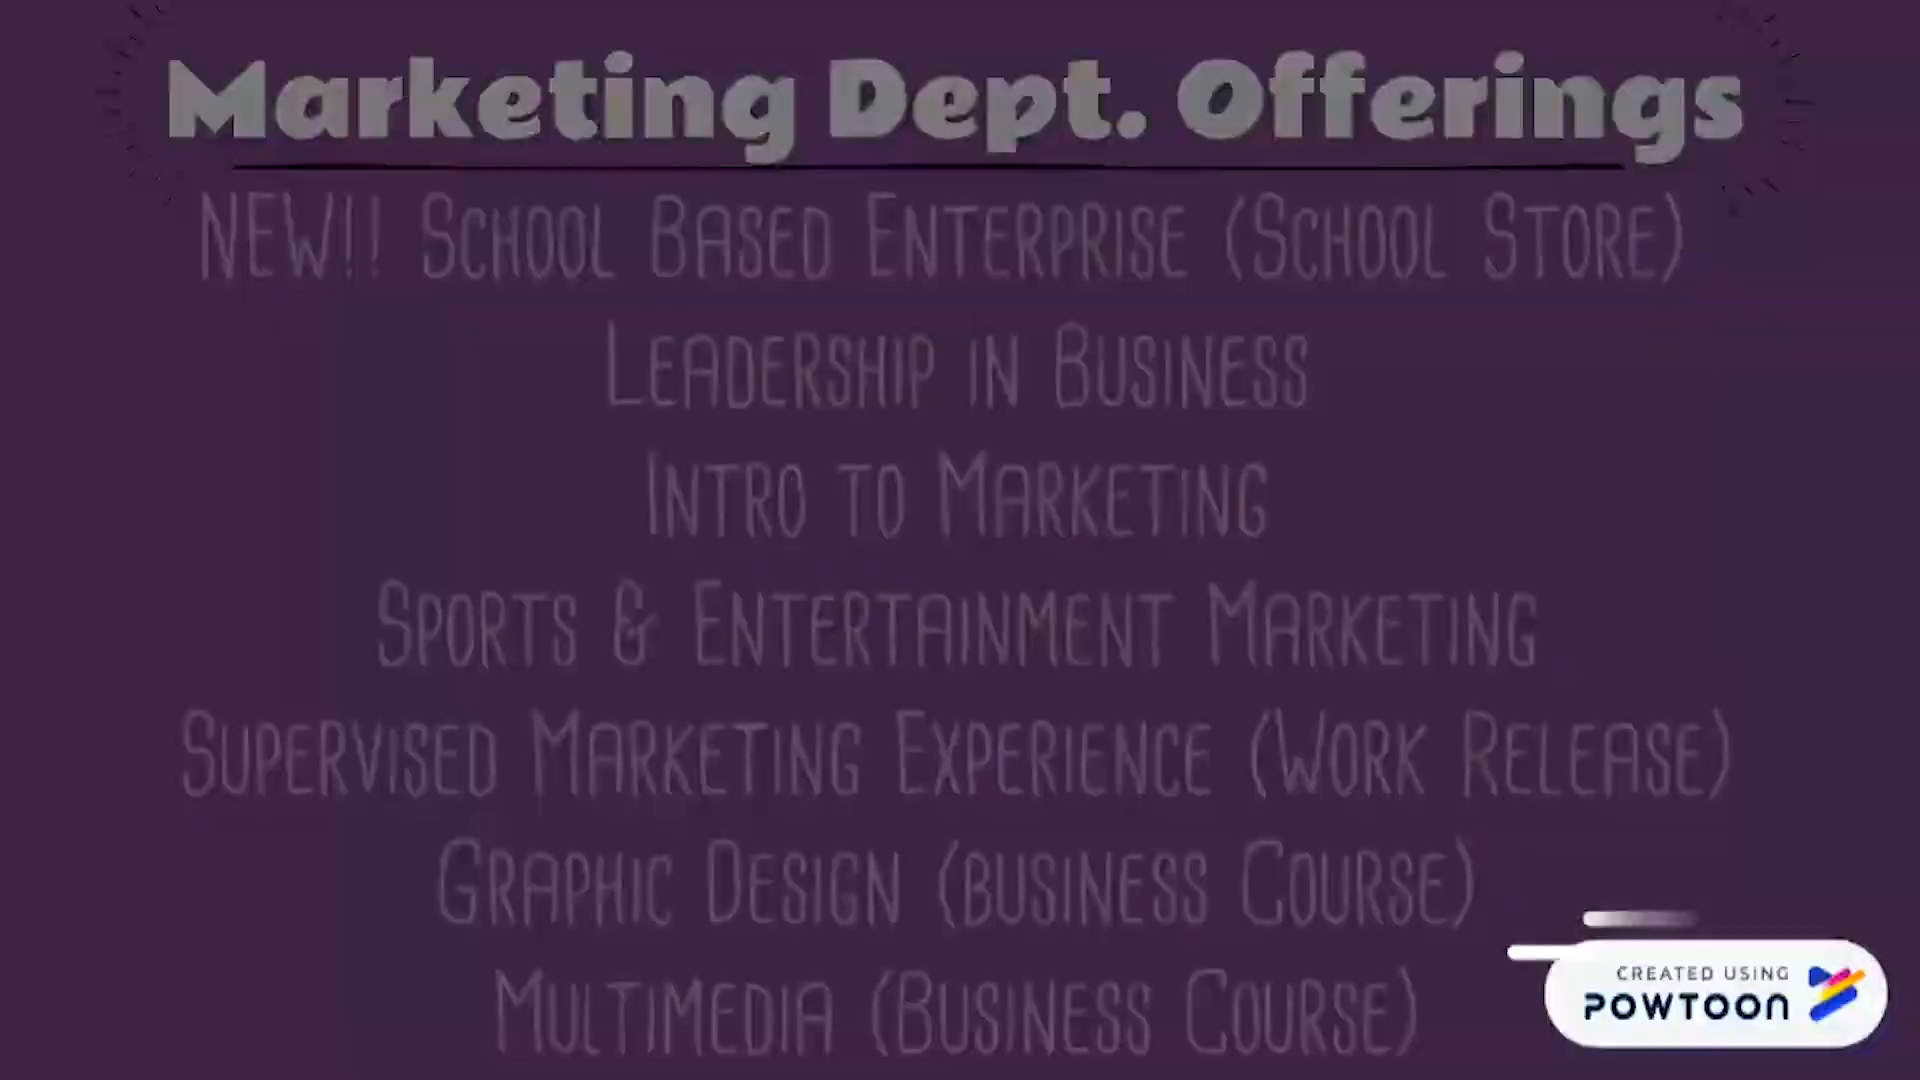 Marketing Dept. Offerings
NEW!! School Based Enterprise (School Store)
Leadership in Business
Intro to Marketing
Sports & Entertainment Marketing
Supervised Marketing Experience (Work Release)
Graphic Design (business Course)
Multimedia (Business Course)
CREATED USING
POWTOON